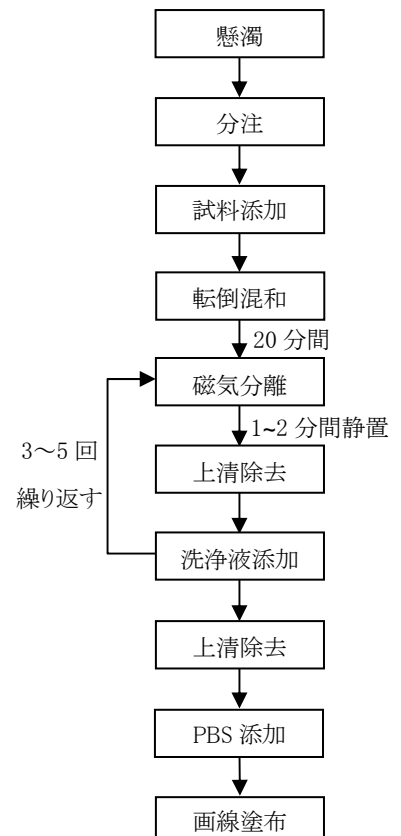 懸濁
分注
試料添加
転倒混和
20 分間
磁気分離
1~2 分間静置
3～5 回
繰り返す
上清除去
洗浄液添加
上清除去
PBS 添加
画線塗布